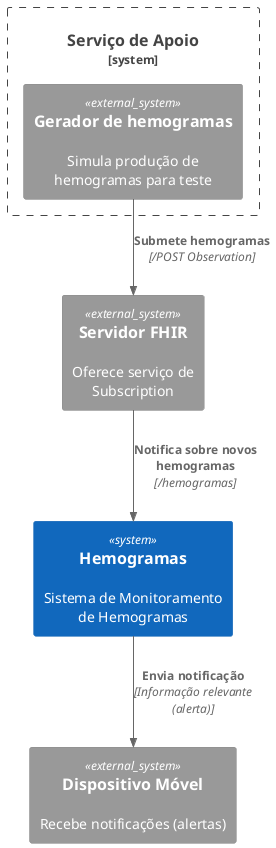 Serviço de Apoio
[system]
«external_system»
Gerador de hemogramas
Simula produção de
hemogramas para teste
Submete hemogramas
[/POST Observation]
«external_system»
Servidor FHIR
Oferece serviço de
Subscription
Notifica sobre novos
hemogramas
[/hemogramas]
«system»
Hemogramas
Sistema de Monitoramento
de Hemogramas
Envia notificação
[Informação relevante
(alerta)]
«external_system»
Dispositivo Móvel
Recebe notificações (alertas)